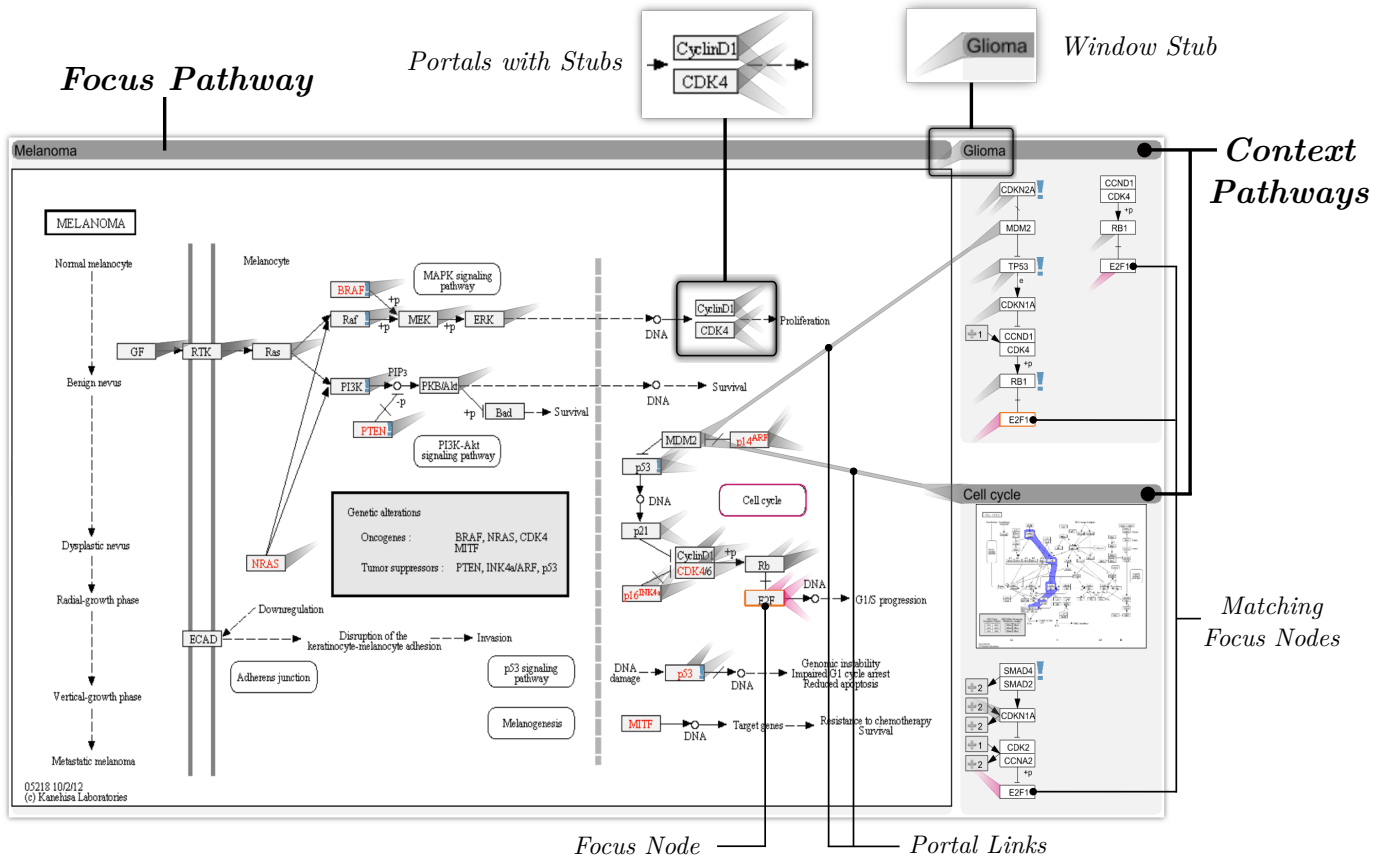 CyclinD1
CDK4
Portals with Stubs
Glioma
Window Stub
Focus Pathway
Context
Pathways
Melanoma
Glioma
MELANOMA
Normal melanocyte
Benign nevus
Dysplastic nevus
Radial-growth phase
Vertical-growth phase
Metastatic melanoma
05218 10/2/12
(c) Kanehisa Laboratories
Melanocyte
MAPK signaling
pathway
BRAF
+p
Raf
+p
MEK
+p
ERK
DNA
CyclinD1
CDK4
Proliferation
GF
RTK
Ras
PI3K
PIP3
-p
PKB/Akt
DNA
Survival
+p
Bad
Survival
PTEN
PI3K-Akt
signaling pathway
MDM2
p14ARF
p53
DNA
Cell cycle
p21
Genetic alterations
Oncogenes : BRAF, NRAS, CDK4
MITF
Tumor suppressors : PTEN, INK4a/ARF, p53
NRAS
CyclinD1
CDK4/6
+p
Rb
p16INK4a
E2F
DNA
G1/S progression
Downregulation
ECAD
Disruption of the
keratinocyte-melanocyte adhesion
Invasion
Adherens junction
p53 signaling
pathway
Melanogenesis
DNA
damage
p53
DNA
Genomic instability
Impaired G1 cycle arrest
Reduced apoptosis
MITF
DNA
Target genes
Resistance to chemotherapy
Survival
CDKN2A
MDM2
TP53
e
CDKN1A
1
CCND1
CDK4
+p
RB1
E2F1
CCND1
CDK4
+p
RB1
E2F1
Cell cycle
SMAD4
2
SMAD2
2
CDKN1A
2
1
CDK2
2
CCNA2
+p
E2F1
Matching
Focus Nodes
Focus Node
Portal Links